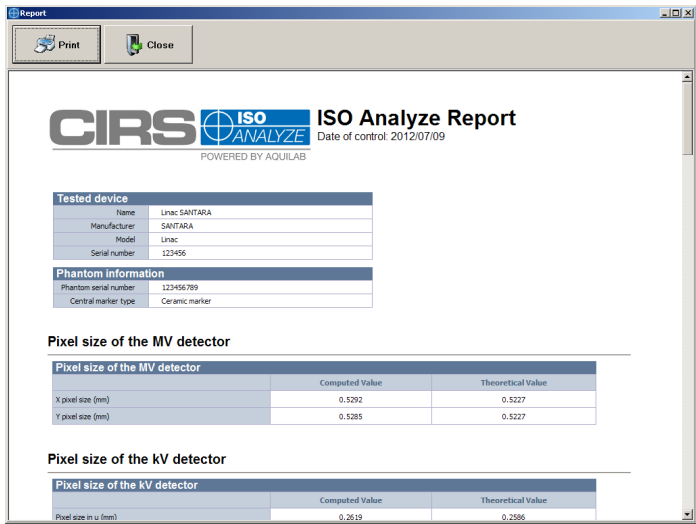 Report
Print Close
CIRS ISO ANALYZE
POWERED BY AQUILAB
ISO Analyze Report
Date of control: 2012/07/09
Tested device
Name Linac SANTARA
Manufacturer SANTARA
Model Linac
Serial number 123456
Phantom information
Phantom serial number 123456789
Central marker type Ceramic marker
Pixel size of the MV detector
Pixel size of the MV detector
Computed Value Theoretical Value
X pixel size (mm) 0.5292 0.5227
Y pixel size (mm) 0.5285 0.5227
Pixel size of the kV detector
Pixel size of the kV detector
Computed Value Theoretical Value
Pixel size in u (mm) 0.2619 0.2586